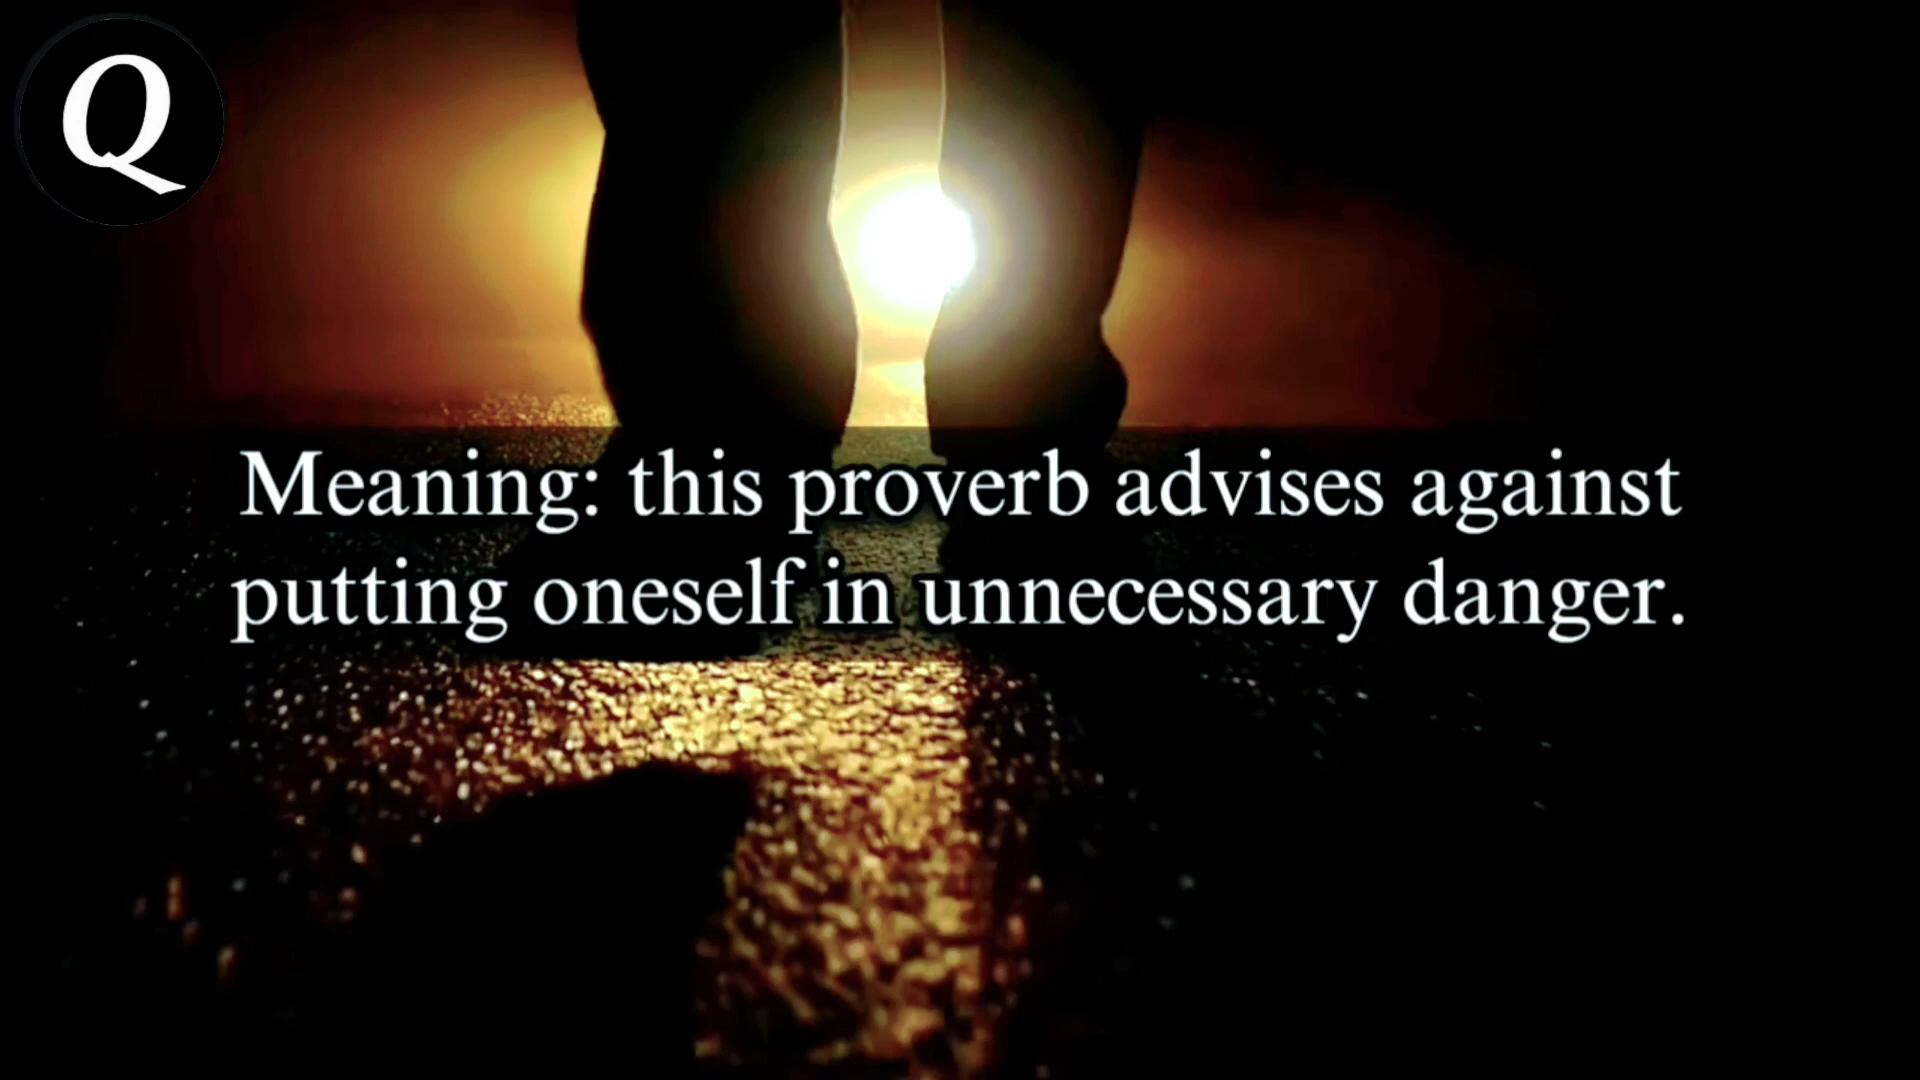 Q
Meaning: this proverb advises against
putting oneself in unnecessary danger.